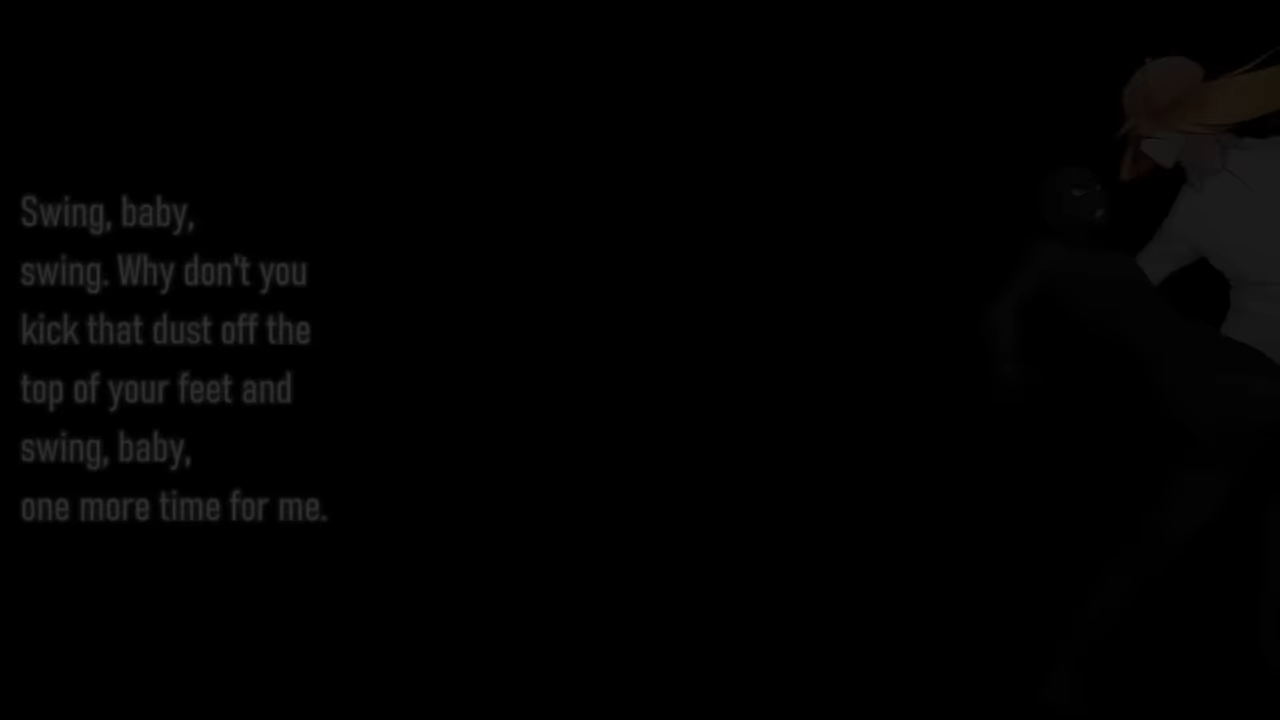 Swing, baby,
swing. Why don't you
kick that dust off the
top of your feet and
swing, baby,
one more time for me.